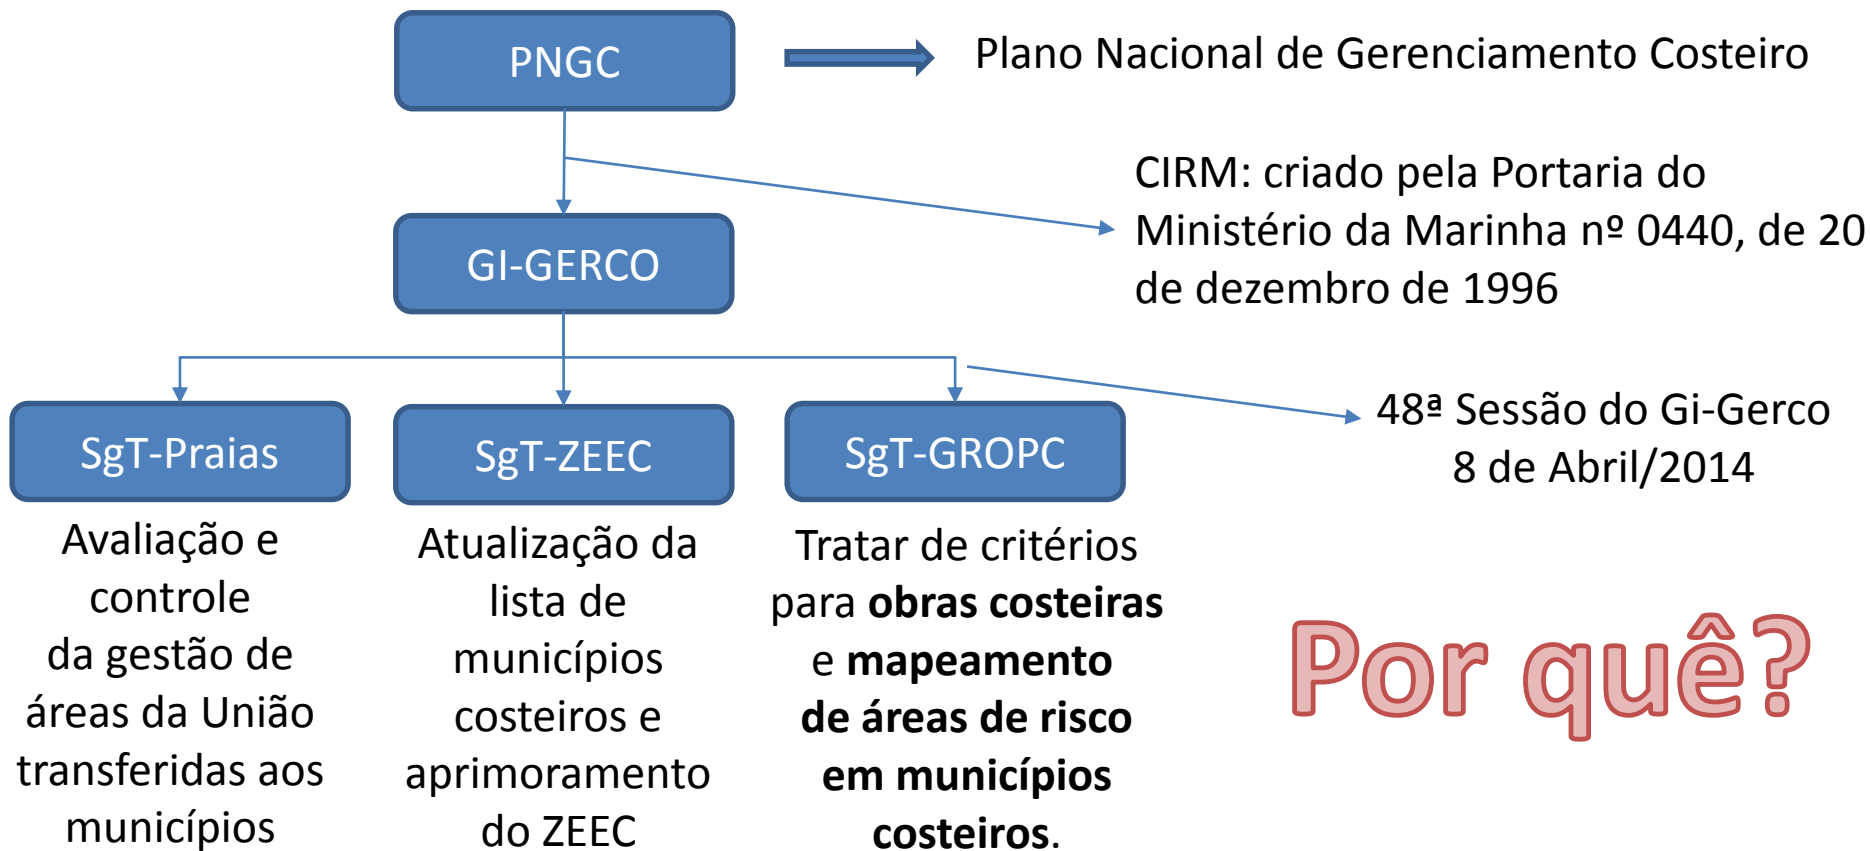 PNGC
Plano Nacional de Gerenciamento Costeiro
CIRM: criado pela Portaria do
Ministério da Marinha nº 0440, de 20
de dezembro de 1996
GI-GERCO
48ª Sessão do Gi-Gerco
8 de Abril/2014
SgT-Praias
Avaliação e
controle
da gestão de
áreas da União
transferidas aos
municípios
SgT-ZEEC
Atualização da
lista de
municípios
costeiros e
aprimoramento
do ZEEC
SgT-GROPC
Tratar de critérios
para obras costeiras
e mapeamento
de áreas de risco
em municípios
costeiros.
Por quê?